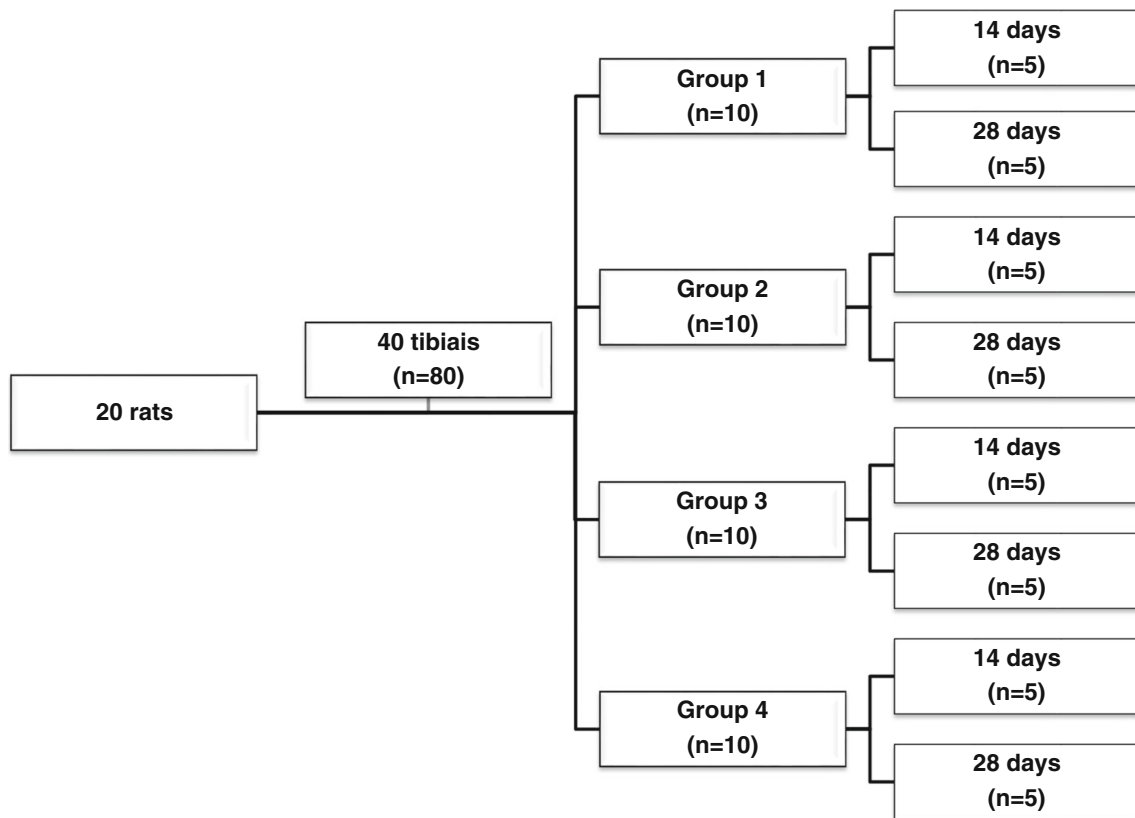 20 rats
40 tibiais
(n=80)
Group 1
(n=10)
14 days
(n=5)
28 days
(n=5)
Group 2
(n=10)
14 days
(n=5)
28 days
(n=5)
Group 3
(n=10)
14 days
(n=5)
28 days
(n=5)
Group 4
(n=10)
14 days
(n=5)
28 days
(n=5)